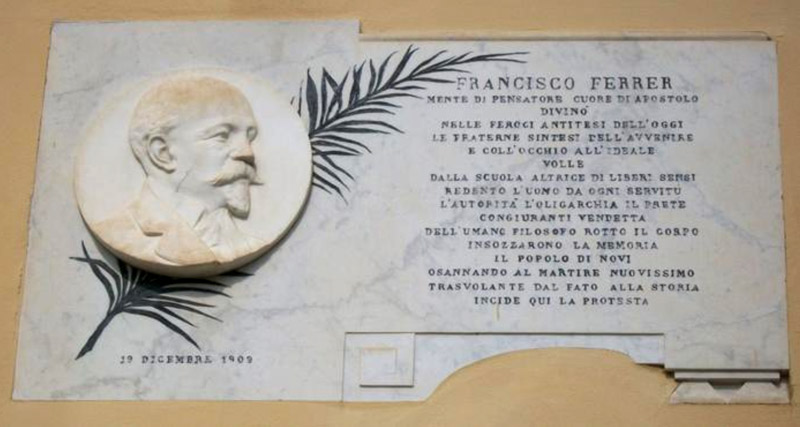 FRANCISCO FERRER
MENTE DI PENSATORE CUORE DI APOSTOLO
DIVINÒ
NELLE FEROCI ANTITESI DELL'OGGI
LE FRATERNE SINTESI DELL'AVVENIRE
E COLL'OCCHIO ALL'IDEALE
VOLLE
DALLA SCUOLA ALTRICE DI LIBERI SENSI
REDENTO L'UOMO DA OGNI SERVITÙ
L'AUTORITÀ L'OLIGARCHIA IL PRETE
CONGIURANTI VENDETTA
DELL'UMANO FILOSOFO ROTTO IL CORPO
INSOZZARONO LA MEMORIA
IL POPOLO DI NOVI
OSANNANDO AL MARTIRE NUOVISSIMO
TRASVOLANTE DAL FATO ALLA STORIA
INCIDE QUI LA PROTESTA
19 DICEMBRE 1909